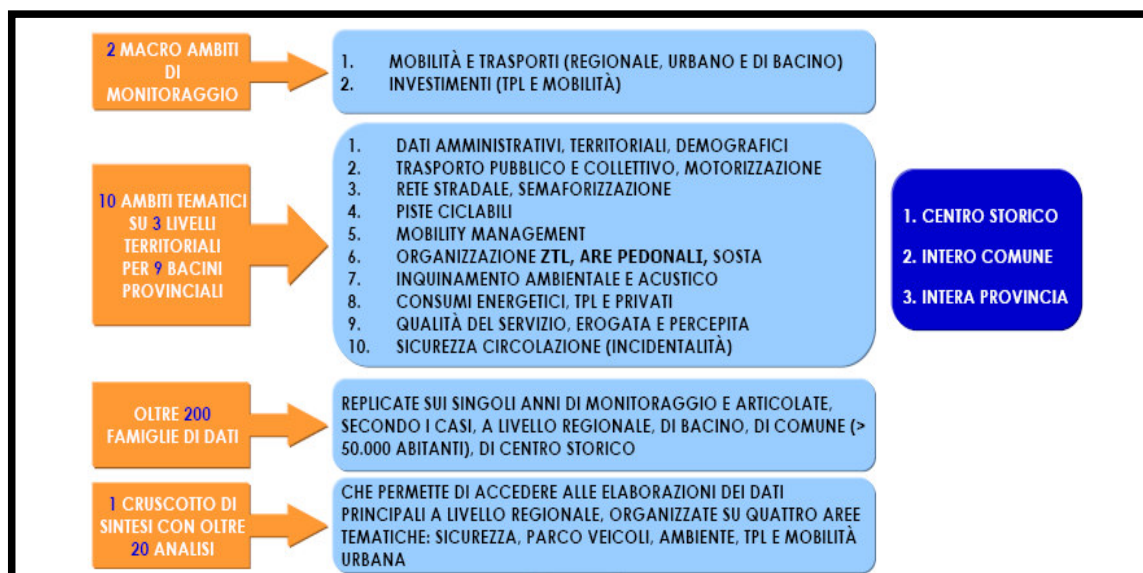 2 MACRO AMBITI
DI
MONITORAGGIO
1. MOBILITÀ E TRASPORTI (REGIONALE, URBANO E DI BACINO)
2. INVESTIMENTI (TPL E MOBILITÀ)
10 AMBITI TEMATICI
SU 3 LIVELLI
TERRITORIALI
PER 9 BACINI
PROVINCIALI
1. DATI AMMINISTRATIVI, TERRITORIALI, DEMOGRAFICI
2. TRASPORTO PUBBLICO E COLLETTIVO, MOTORIZZAZIONE
3. RETE STRADALE, SEMAFORIZZAZIONE
4. PISTE CICLABILI
5. MOBILITY MANAGEMENT
6. ORGANIZZAZIONE ZTL, ARE PEDONALI, SOSTA
7. INQUINAMENTO AMBIENTALE E ACUSTICO
8. CONSUMI ENERGETICI, TPL E PRIVATI
9. QUALITÀ DEL SERVIZIO, EROGATA E PERCEPITA
10. SICUREZZA CIRCOLAZIONE (INCIDENTALITÀ)
1. CENTRO STORICO
2. INTERO COMUNE
3. INTERA PROVINCIA
OLTRE 200
FAMIGLIE DI DATI
REPLICATE SUI SINGOLI ANNI DI MONITORAGGIO E ARTICOLATE,
SECONDO I CASI, A LIVELLO REGIONALE, DI BACINO, DI COMUNE (>
50.000 ABITANTI), DI CENTRO STORICO
1 CRUSCOTTO DI
SINTESI CON OLTRE
20 ANALISI
CHE PERMETTE DI ACCEDERE ALLE ELABORAZIONI DEI DATI
PRINCIPALI A LIVELLO REGIONALE, ORGANIZZATE SU QUATTRO AREE
TEMATICHE: SICUREZZA, PARCO VEICOLI, AMBIENTE, TPL E MOBILITÀ
URBANA